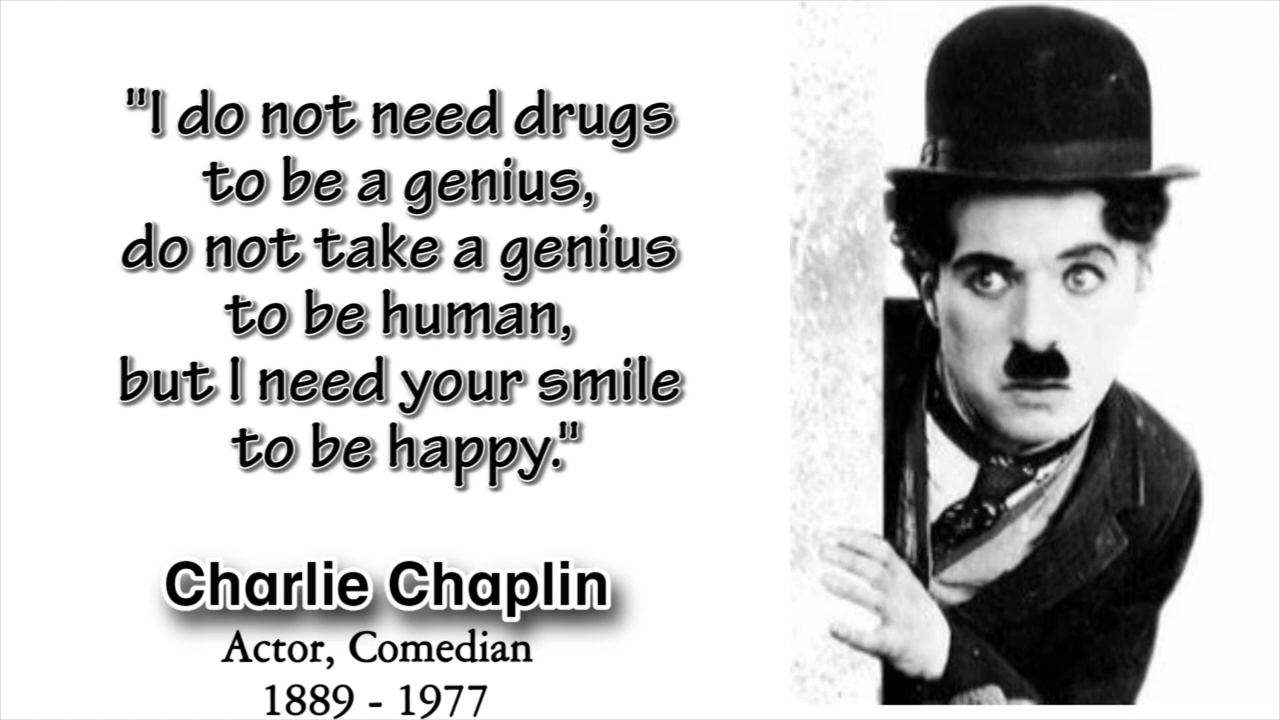 "I do not need drugs
to be a genius,
do not take a genius
to be human,
but I need your smile
to be happy."
Charlie Chaplin
Actor, Comedian
1889 - 1977